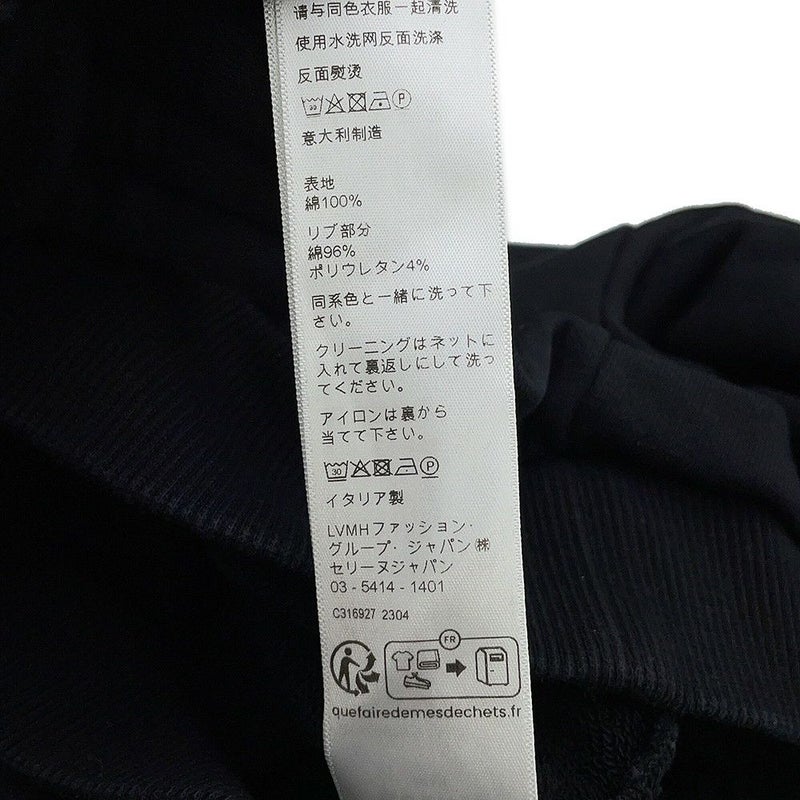 请与同色衣服一起清洗
使用水洗网反面洗涤
反面熨烫
30 P
意大利制造
表地
綿100%
リブ部分
綿96%
ポリウレタン4%
同系色と一緒に洗って下
さい。
クリーニングはネットに
入れて裏返しにして洗っ
てください。
アイロンは裏から
当てて下さい。
30 P
イタリア製
LVMHファッション・
グループ・ジャパン㈱
セリーヌジャパン
03 - 5414 - 1401
C316927 2304
FR
quefairedemesdechets.fr